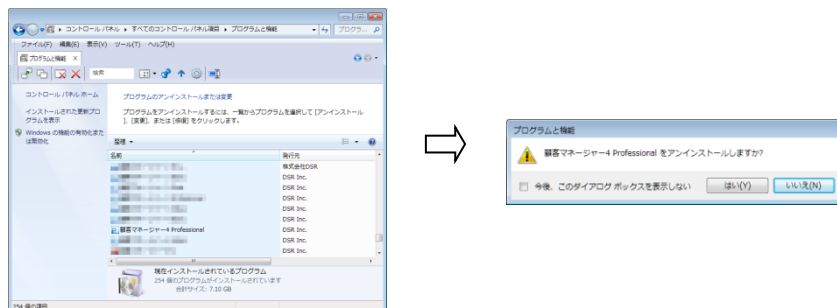 コントロール パネル ▸ すべてのコントロール パネル項目 ▸ プログラムと機能
プログラ...
ファイル(F) 編集(E) 表示(V) ツール(T) ヘルプ(H)
プログラムと機能 x
検索
コントロール パネル ホーム
インストールされた更新プログラムを表示
Windows の機能の有効化または無効化
プログラムのアンインストールまたは変更
プログラムをアンインストールするには、一覧からプログラムを選択して [アンインストール
]、[変更]、または [修復] をクリックします。
整理
名前 発行元
株式会社DSR
DSR Inc.
DSR Inc.
DSR Inc.
DSR Inc.
DSR Inc.
顧客マネージャー4 Professional DSR Inc.
DSR Inc.
DSR Inc.
現在インストールされているプログラム
254 個のプログラムがインストールされています
合計サイズ: 7.10 GB
254 個の項目
プログラムと機能
顧客マネージャー4 Professional をアンインストールしますか?
今後、このダイアログ ボックスを表示しない はい(Y) いいえ(N)